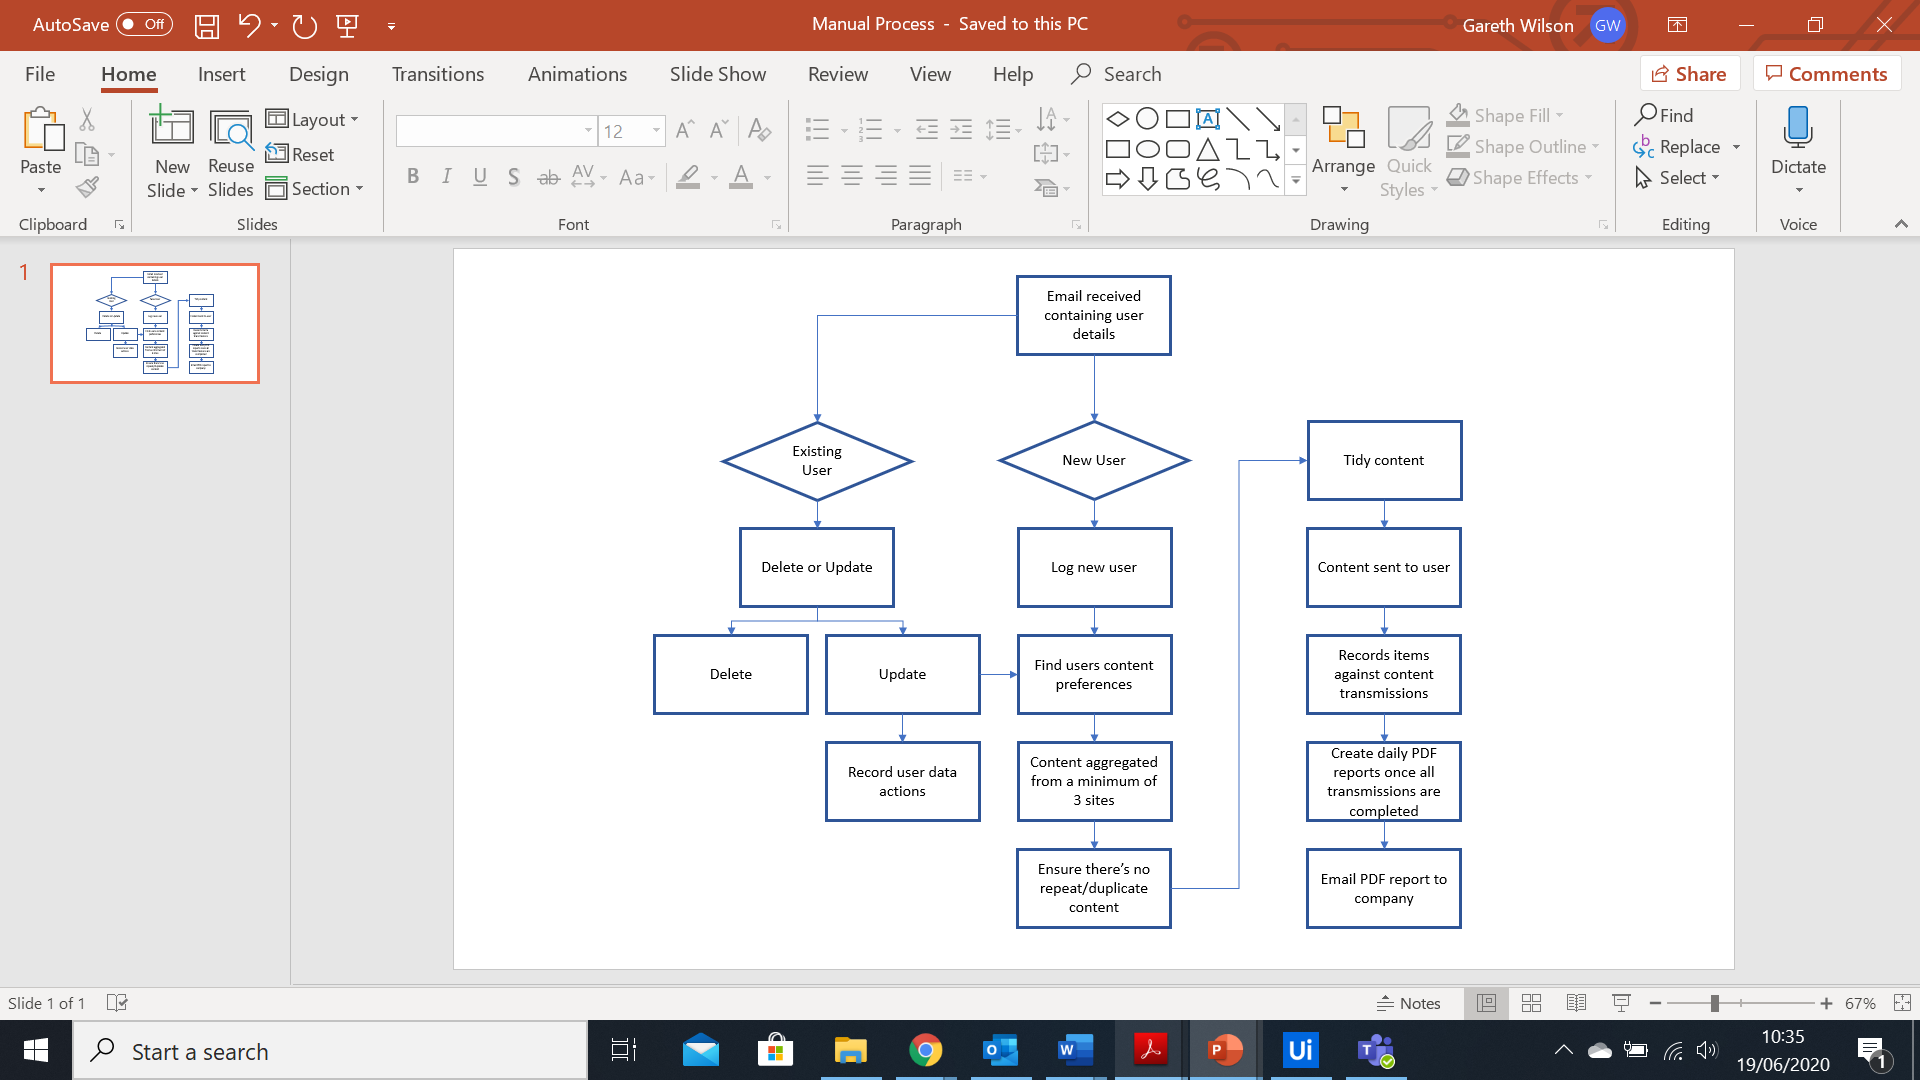 AutoSave Off
Manual Process - Saved to this PC
Gareth Wilson GW
File Home Insert Design Transitions Animations Slide Show Review View Help Search
Share Comments
Paste
Clipboard
New
Slide
Reuse
Slides
Layout
Reset
Section
Slides
12
B I U S ab AV Aa A
Font
Paragraph
Arrange
Quick
Styles
Shape Fill
Shape Outline
Shape Effects
Drawing
Find
Replace
Select
Editing
Dictate
Voice
1
Email received
containing user
details
Existing
User
New User
Tidy content
Delete or Update
Log new user
Content sent to user
Delete
Update
Find users content
preferences
Records items
against content
transmissions
Record user data
actions
Content aggregated
from a minimum of
3 sites
Create daily PDF
reports once all
transmissions are
completed
Ensure there’s no
repeat/duplicate
content
Email PDF report to
company
Slide 1 of 1
Notes
67%
Start a search
Ui
10:35
19/06/2020
1